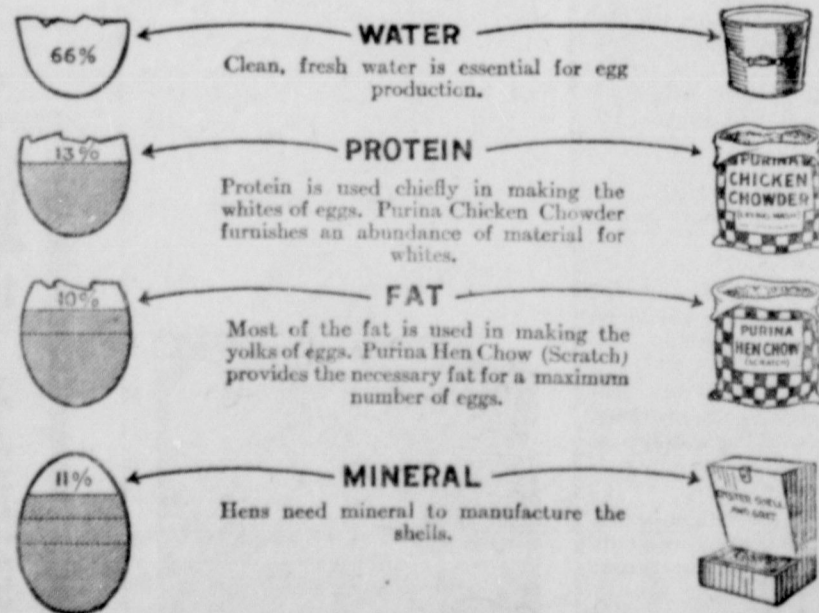 66%
WATER
Clean, fresh water is essential for egg
production.
13%
PROTEIN
Protein is used chiefly in making the
whites of eggs. Purina Chicken Chowder
furnishes an abundance of material for
whites.
PURINA
CHICKEN
CHOWDER
10%
FAT
Most of the fat is used in making the
yolks of eggs. Purina Hen Chow (Scratch)
provides the necessary fat for a maximum
number of eggs.
PURINA
HEN CHOW
(SCRATCH)
11%
MINERAL
Hens need mineral to manufacture the
shells.
OYSTER SHELL
AND GRIT